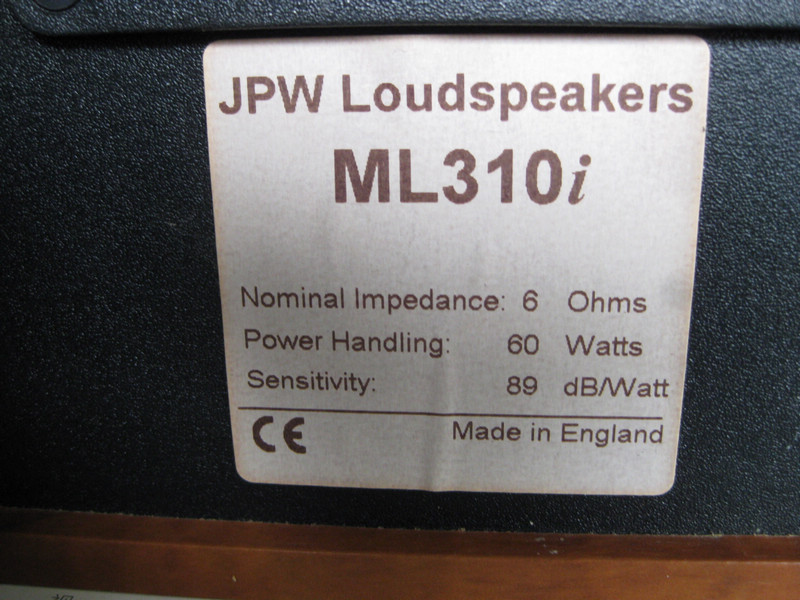 JPW Loudspeakers
ML310i
Nominal Impedance: 6 Ohms
Power Handling: 60 Watts
Sensitivity: 89 dB/Watt
CE Made in England